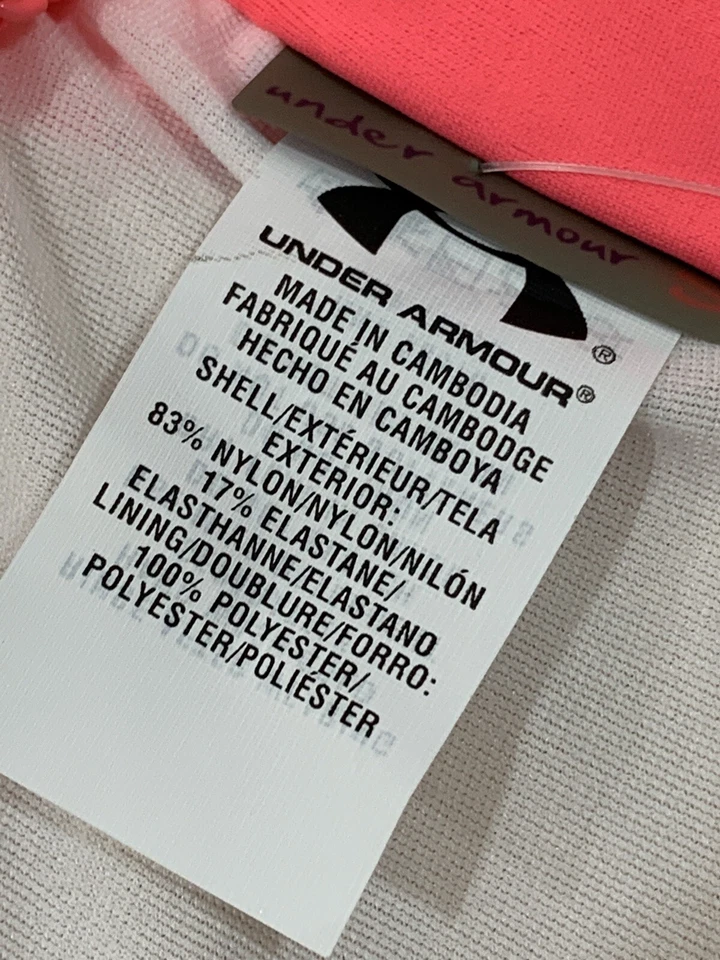 under armour
®
UNDER ARMOUR®
MADE IN CAMBODIA
FABRIQUÉ AU CAMBODGE
HECHO EN CAMBOYA
SHELL/EXTÉRIEUR/TELA
EXTERIOR:
83% NYLON/NYLON/NILÓN
17% ELASTANE/
ELASTHANNE/ELASTANO
LINING/DOUBLURE/FORRO:
100% POLYESTER/
POLYESTER/POLIÉSTER